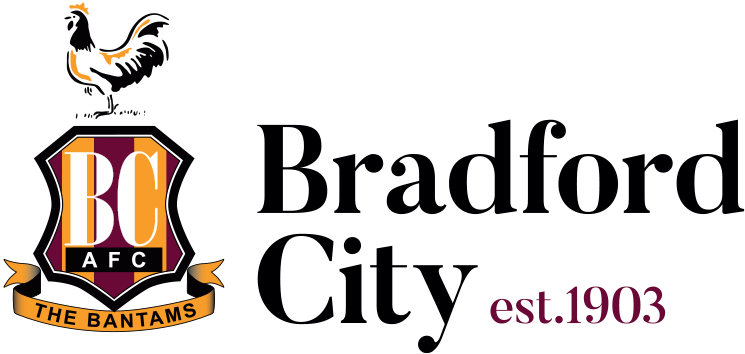 BC
AFC
THE BANTAMS
Bradford
City
est.1903